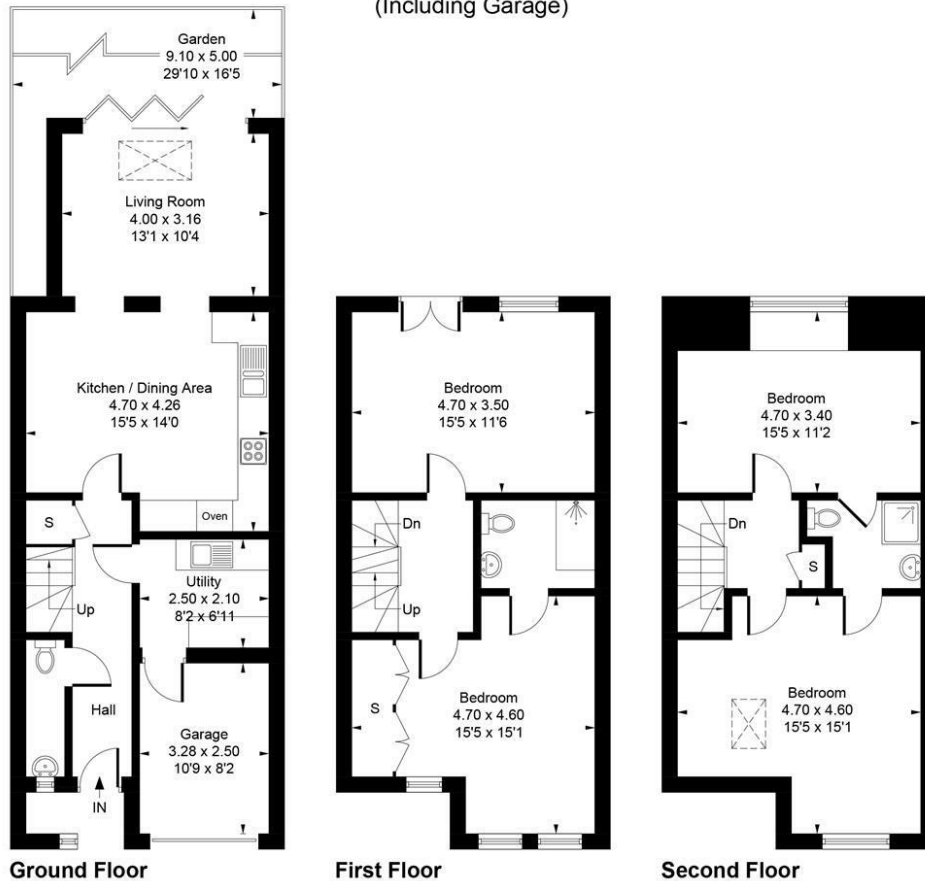 (Including Garage)
Garden
9.10 x 5.00
29'10 x 16'5
Living Room
4.00 x 3.16
13'1 x 10'4
Kitchen / Dining Area
4.70 x 4.26
15'5 x 14'0
S
Oven
Up
Utility
2.50 x 2.10
8'2 x 6'11
Hall
Garage
3.28 x 2.50
10'9 x 8'2
IN
Ground Floor
Bedroom
4.70 x 3.50
15'5 x 11'6
Dn
Up
S
Bedroom
4.70 x 4.60
15'5 x 15'1
First Floor
Bedroom
4.70 x 3.40
15'5 x 11'2
Dn
S
Bedroom
4.70 x 4.60
15'5 x 15'1
Second Floor